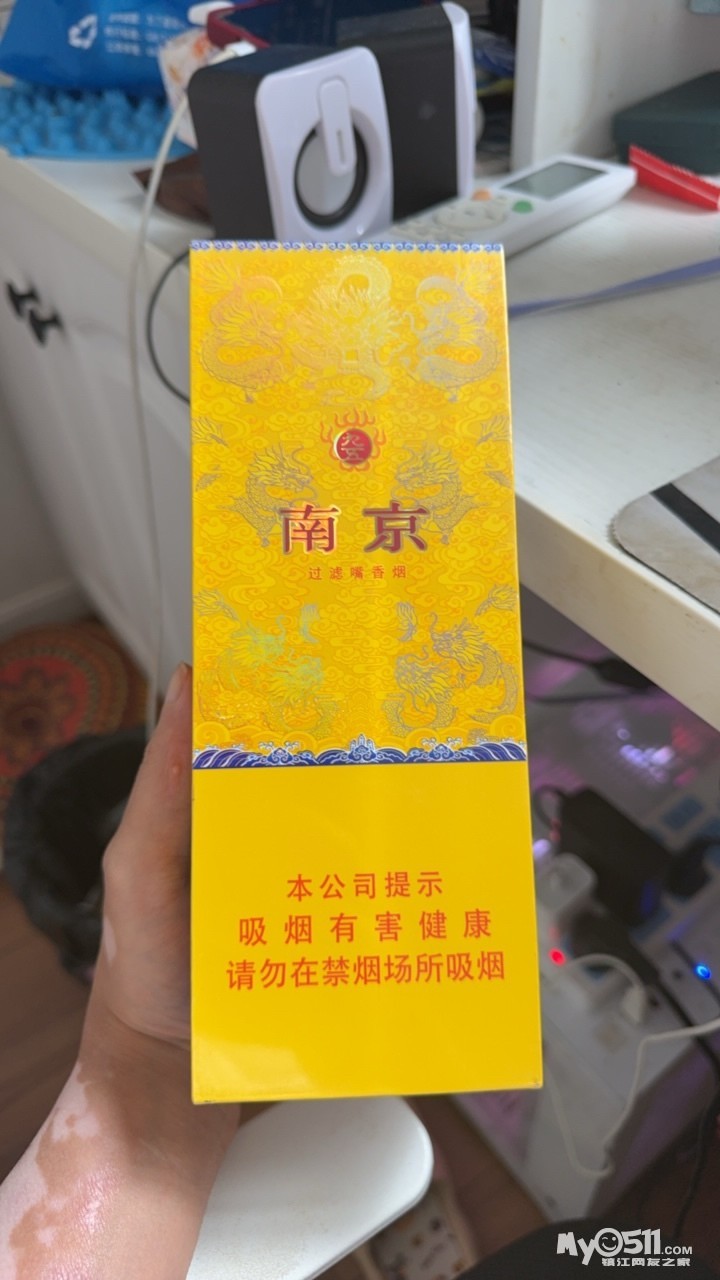 九五
南京
过滤嘴香烟
本公司提示
吸烟有害健康
请勿在禁烟场所吸烟
My0511.COM
镇江网友之家